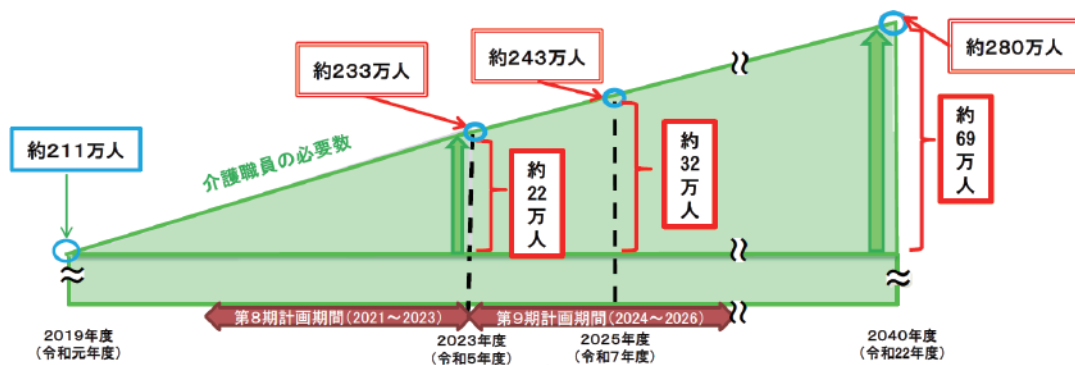 約280万人
約243万人
約233万人
約211万人
介護職員の必要数
約
22
万
人
約
32
万
人
約
69
万
人
第8期計画期間(2021～2023)
第9期計画期間(2024～2026)
2019年度
(令和元年度)
2023年度
(令和5年度)
2025年度
(令和7年度)
2040年度
(令和22年度)